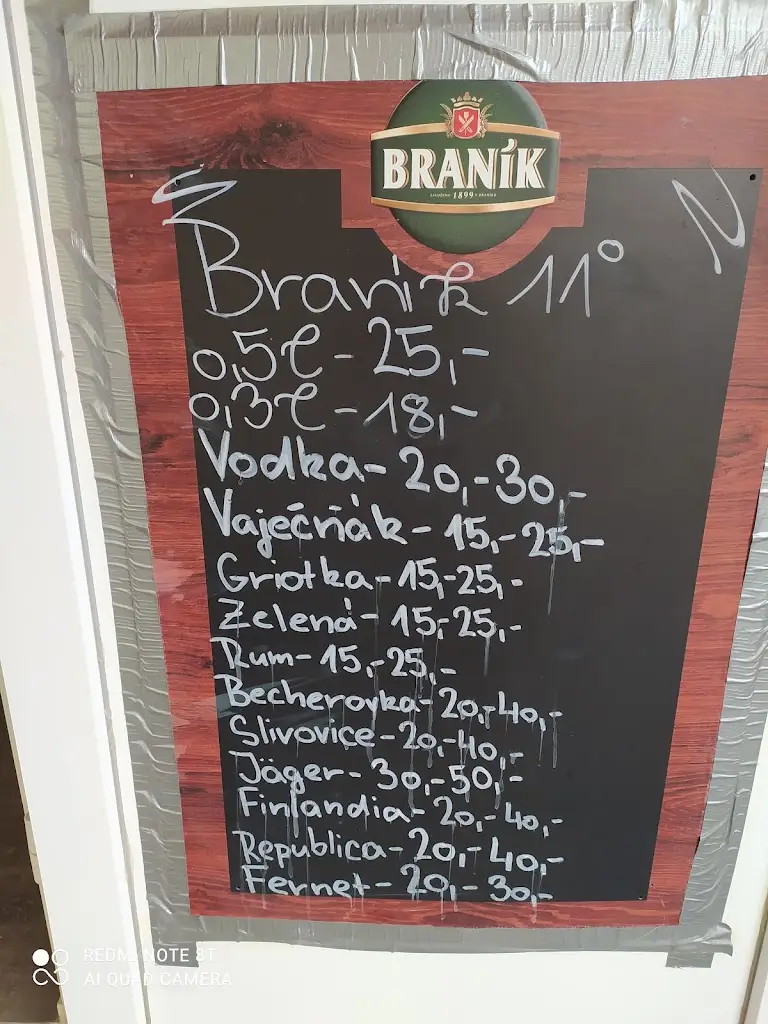 BRANÍK
ZALOŽENO 1899 V BRANÍKU
Braník 11°
0,5l - 25,-
0,3l - 18,-
Vodka - 20,- 30,-
Vaječňák - 15,- 25,-
Griotka - 15,- 25,-
Zelená - 15,- 25,-
Rum - 15,- 25,-
Becherovka - 20,- 40,-
Slivovice - 20,- 40,-
Jäger - 30,- 50,-
Finlandia - 20,- 40,-
Republica - 20,- 40,-
Fernet - 20,- 30,-
REDMI NOTE 8T
AI QUAD CAMERA